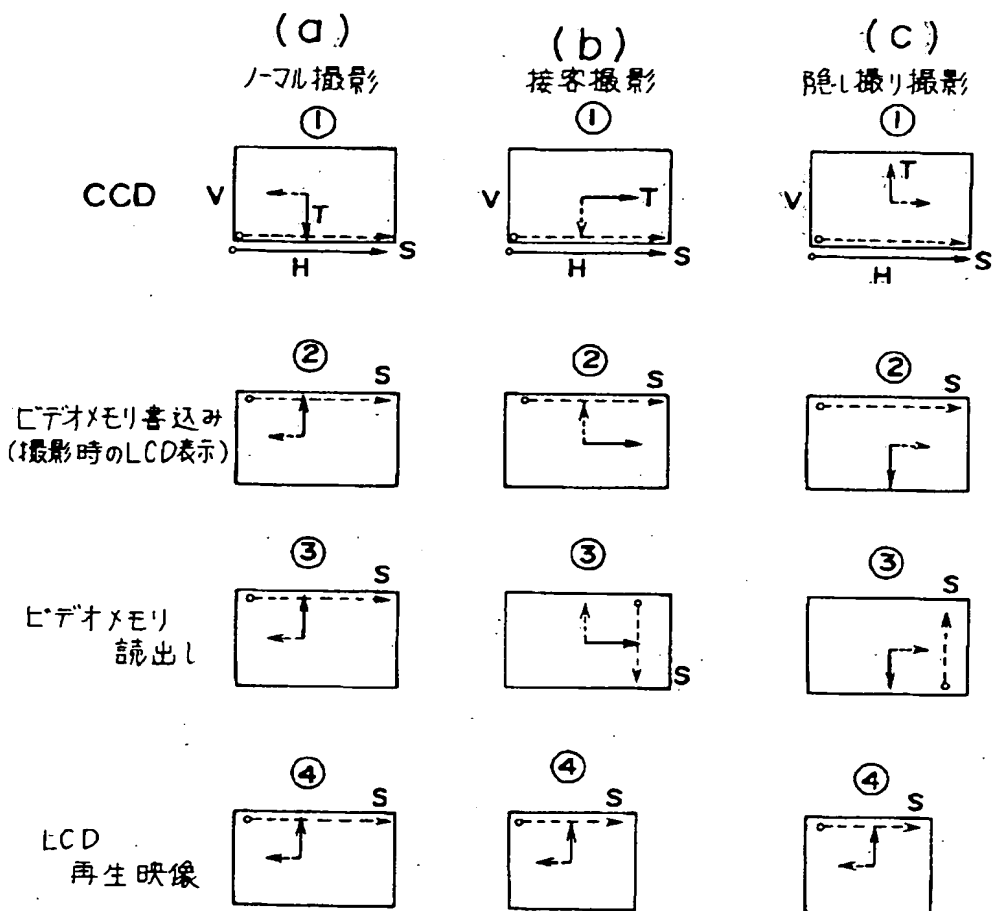 (a)
(b)
(c)
ノーマル撮影
接客撮影
隠し撮り撮影
①
①
①
CCD
V
T
H
S
V
T
H
S
V
T
H
S
②
②
②
ビデオメモリ書込み
(撮影時のLCD表示)
S
S
S
③
③
③
ビデオメモリ
読出し
S
S
S
④
④
④
LCD
再生映像
S
S
S